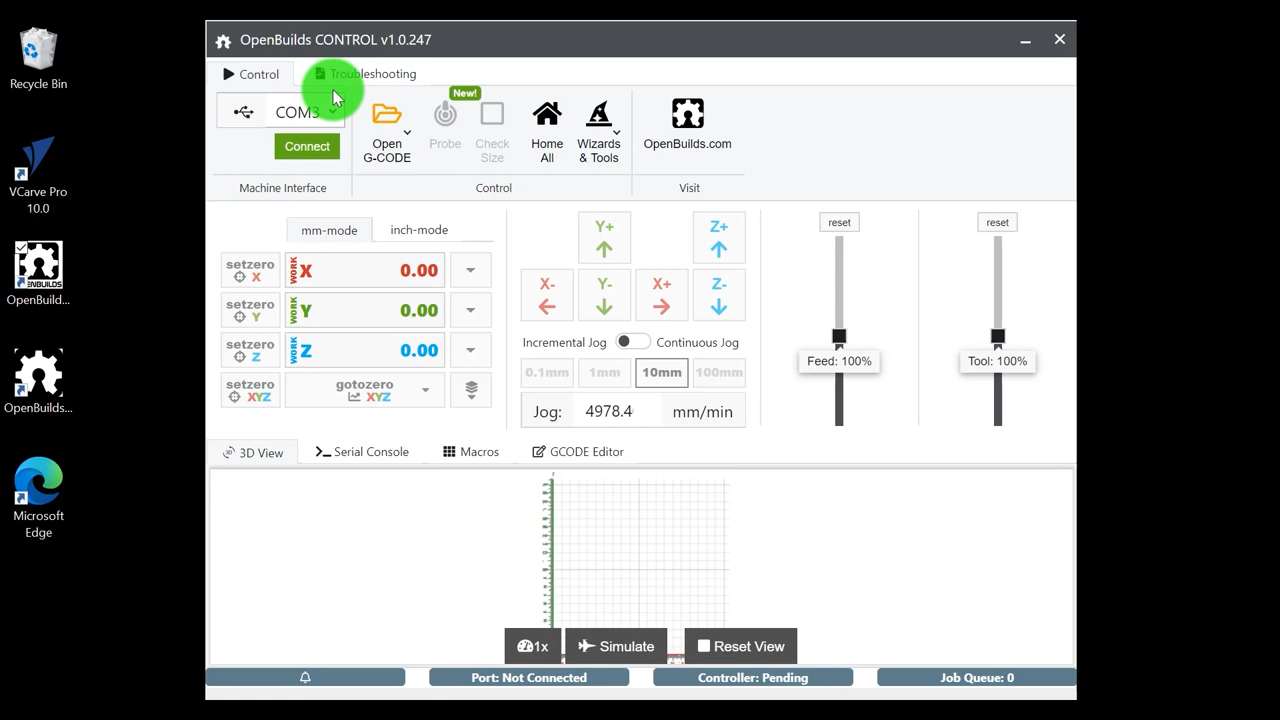 OpenBuilds CONTROL v1.0.247
Recycle Bin
VCarve Pro
10.0
OpenBuild...
OpenBuilds...
Microsoft
Edge
Control
Troubleshooting
COM3
Connect
Machine Interface
Open
G-CODE
New!
Probe
Check
Size
Home
All
Wizards
& Tools
Control
OpenBuilds.com
Visit
mm-mode
inch-mode
setzero
X
WORK
X
0.00
setzero
Y
WORK
Y
0.00
setzero
Z
WORK
Z
0.00
setzero
XYZ
gotozero
XYZ
Y+
Z+
X-
Y-
X+
Z-
Incremental Jog
Continuous Jog
0.1mm
1mm
10mm
100mm
Jog:
mm/min
reset
Feed: 100%
reset
Tool: 100%
3D View
Serial Console
Macros
GCODE Editor
1x
Simulate
Reset View
Port: Not Connected
Controller: Pending
Job Queue: 0